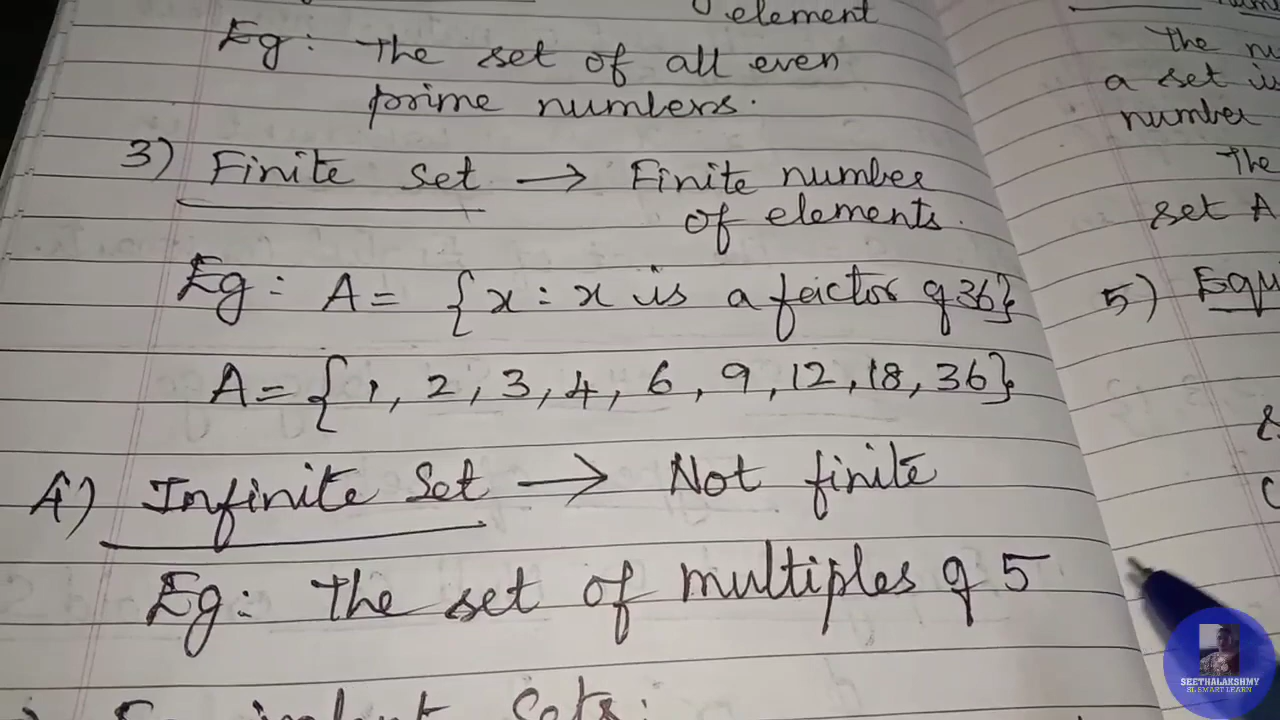 element
Eg: The set of all even
prime numbers.
3) Finite set → Finite number
of elements.
Eg: A = {x : x is a factor of 36}
A = {1, 2, 3, 4, 6, 9, 12, 18, 36}
4) Infinite Set → Not finite
Eg: The set of multiples of 5
Sets:
The
a set is
number
The
set A
5)
SEETHALAKSHMY
SL SMART LEARN